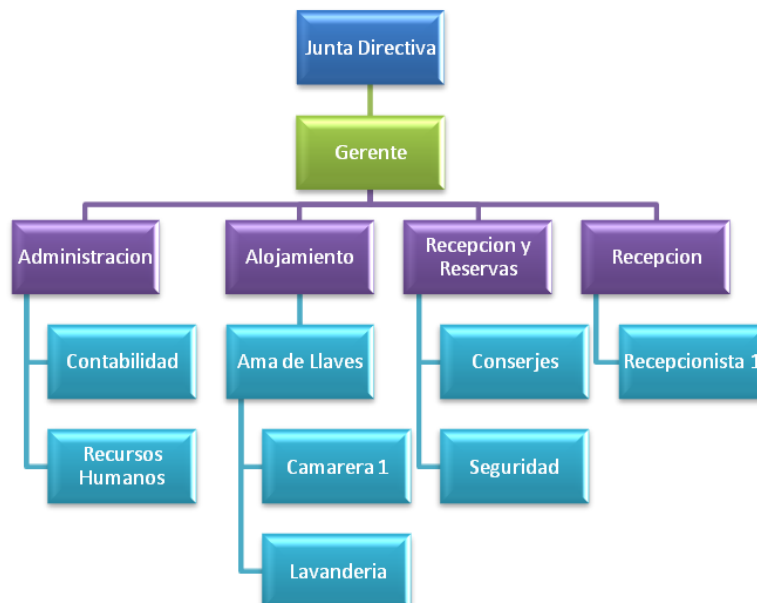 Junta Directiva
Gerente
Administracion
Alojamiento
Recepcion y
Reservas
Recepcion
Contabilidad
Ama de Llaves
Conserjes
Recepcionista 1
Recursos
Humanos
Camarera 1
Seguridad
Lavanderia